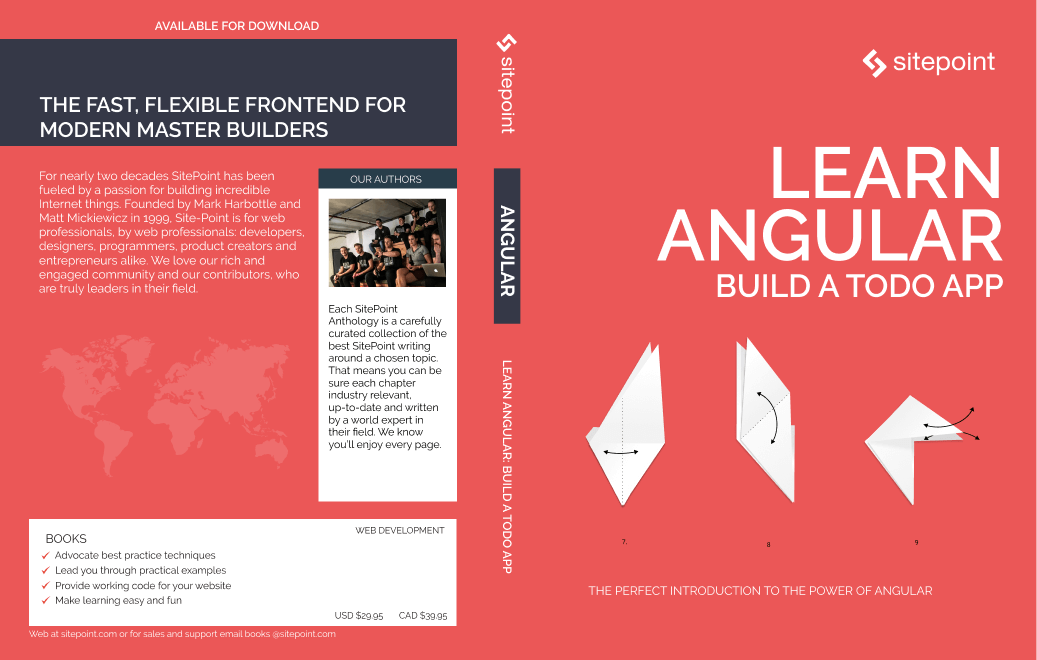 AVAILABLE FOR DOWNLOAD
THE FAST, FLEXIBLE FRONTEND FOR
MODERN MASTER BUILDERS
For nearly two decades SitePoint has been
fueled by a passion for building incredible
Internet things. Founded by Mark Harbottle and
Matt Mickiewicz in 1999, Site-Point is for web
professionals, by web professionals: developers,
designers, programmers, product creators and
entrepreneurs alike. We love our rich and
engaged community and our contributors, who
are truly leaders in their field.
OUR AUTHORS
Each SitePoint
Anthology is a carefully
curated collection of the
best SitePoint writing
around a chosen topic.
That means you can be
sure each chapter
industry relevant,
up-to-date and written
by a world expert in
their field. We know
you'll enjoy every page.
WEB DEVELOPMENT
BOOKS
Advocate best practice techniques
Lead you through practical examples
Provide working code for your website
Make learning easy and fun
USD $29.95 CAD $39.95
Web at sitepoint.com or for sales and support email books @sitepoint.com
sitepoint
ANGULAR
LEARN ANGULAR: BUILD A TODO APP
sitepoint
LEARN
ANGULAR
BUILD A TODO APP
7.
8
9
THE PERFECT INTRODUCTION TO THE POWER OF ANGULAR